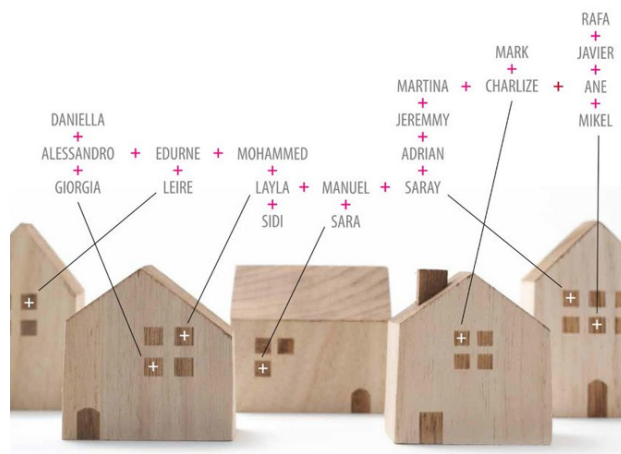 RAFA
+
JAVIER
+
ANE
+
MIKEL
MARK
+
CHARLIZE +
MARTINA +
+
JEREMMY
+
ADRIAN
+
SARAY
DANIELLA
+
ALESSANDRO + EDURNE + MOHAMMED
+ + +
GIORGIA LEIRE LAYLA + MANUEL +
+ +
SIDI SARA